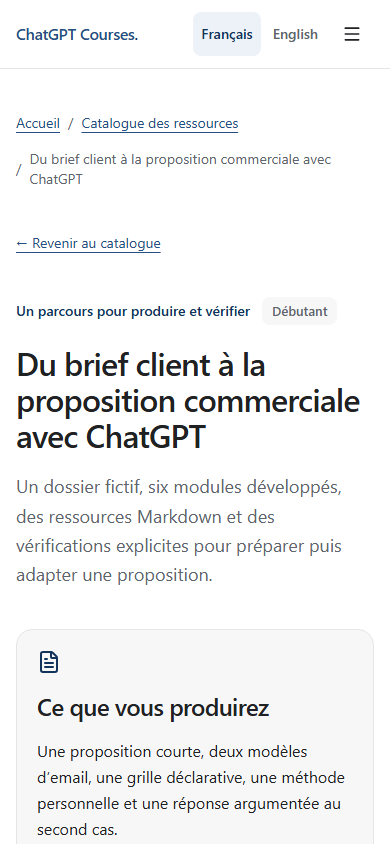 ChatGPT Courses.
Français
English
Accueil / Catalogue des ressources
/ Du brief client à la proposition commerciale avec
ChatGPT
← Revenir au catalogue
Un parcours pour produire et vérifier
Débutant
Du brief client à la
proposition commerciale
avec ChatGPT
Un dossier fictif, six modules développés,
des ressources Markdown et des
vérifications explicites pour préparer puis
adapter une proposition.
Ce que vous produirez
Une proposition courte, deux modèles
d’email, une grille déclarative, une méthode
personnelle et une réponse argumentée au
second cas.